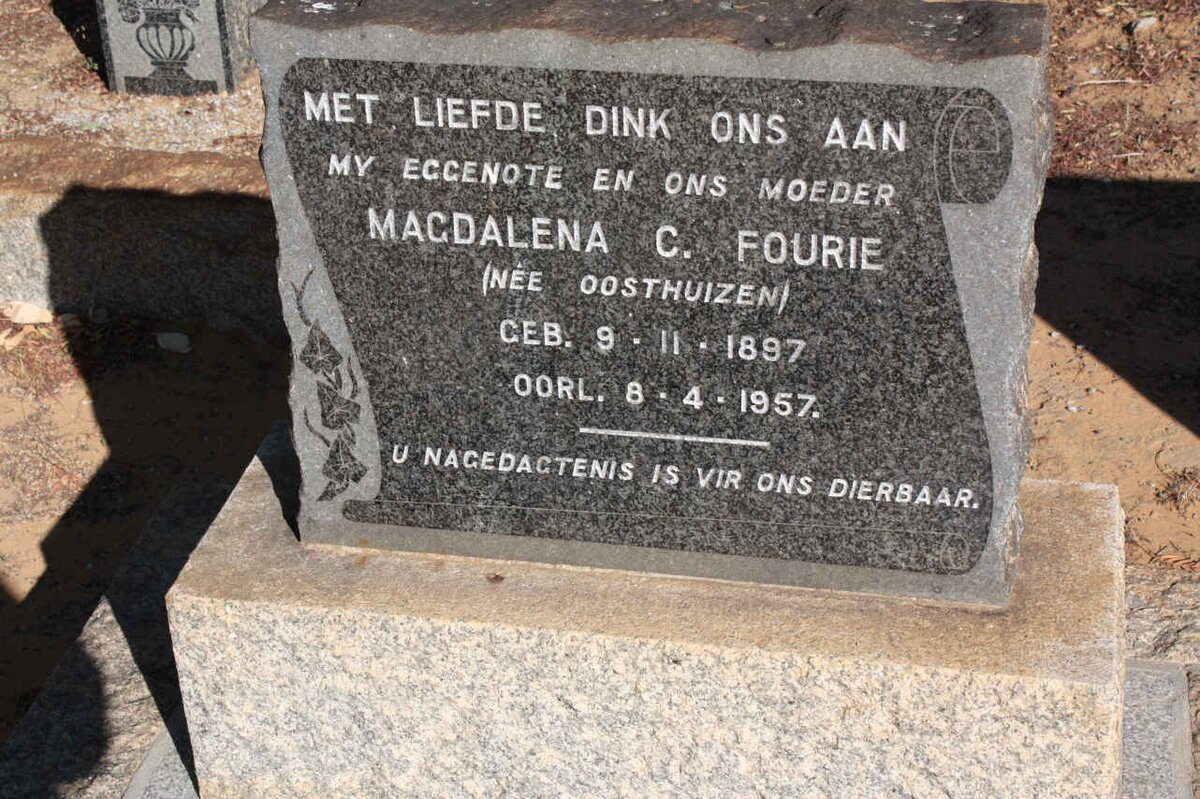 MET LIEFDE DINK ONS AAN
MY EGGENOTE EN ONS MOEDER
MAGDALENA C. FOURIE
(NÊE OOSTHUIZEN)
GEB. 9 · 11 · 1897
OORL. 8 · 4 · 1957.
U NAGEDAGTENIS IS VIR ONS DIERBAAR.